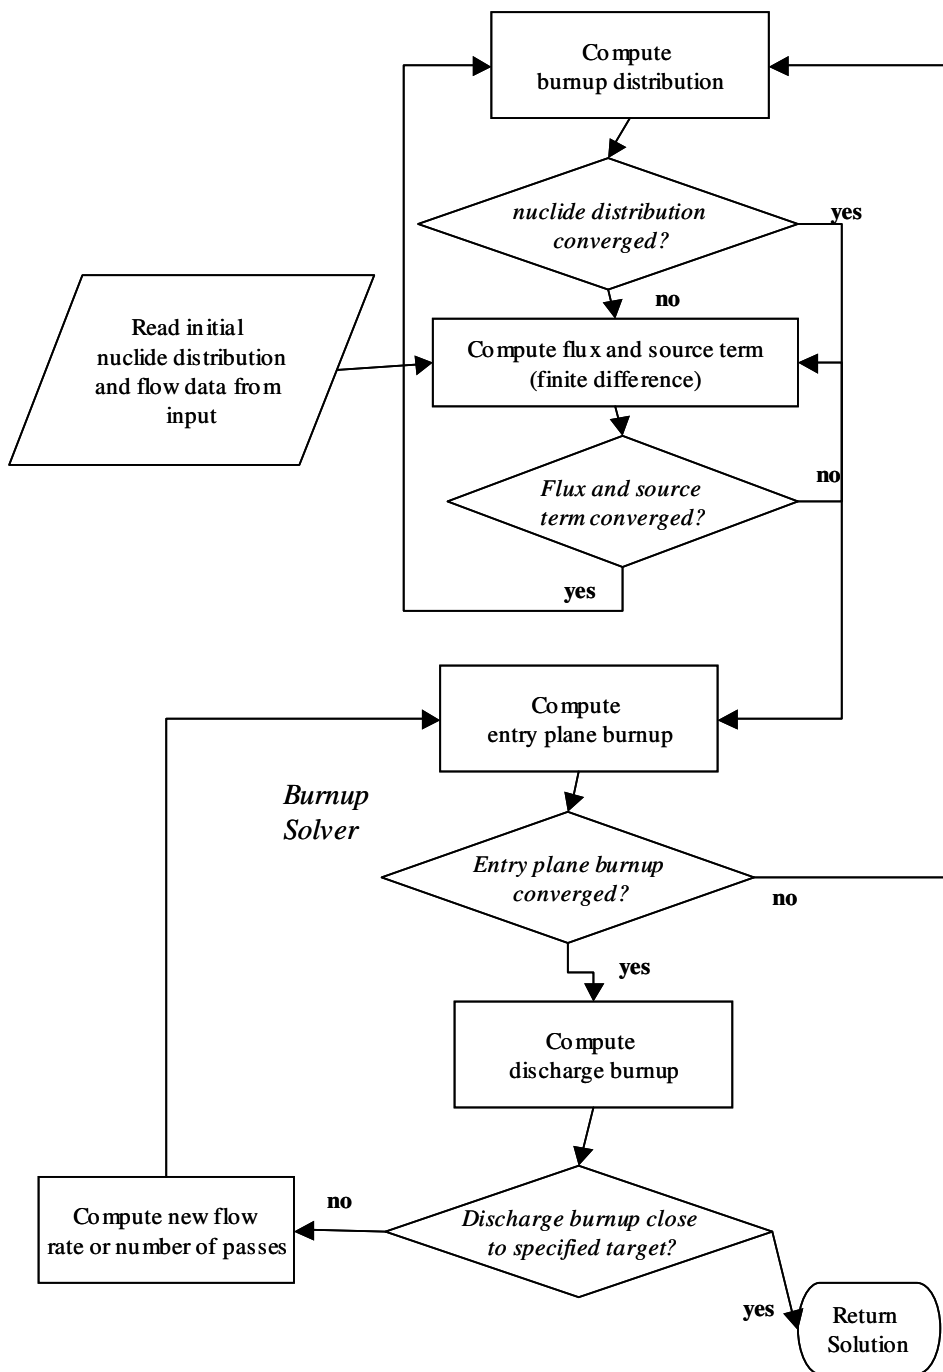 Compute
burnup distribution
nuclide distribution
converged?
yes
no
Read initial
nuclide distribution
and flow data from
input
Compute flux and source term
(finite difference)
no
Flux and source
term converged?
yes
Compute
entry plane burnup
Burnup
Solver
Entry plane burnup
converged?
no
yes
Compute
discharge burnup
no
Compute new flow
rate or number of passes
Discharge burnup close
to specified target?
yes
Return
Solution